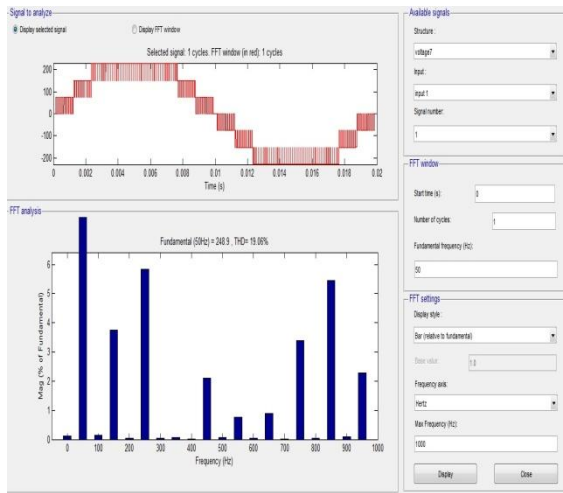 Signal to analyze
Display selected signal
Display FFT window
Selected signal: 1 cycles. FFT window (in red): 1 cycles
200
100
0
-100
-200
0 0.002 0.004 0.006 0.008 0.01 0.012 0.014 0.016 0.018 0.02
Time (s)
FFT analysis
Fundamental (50Hz) = 248.9 , THD= 19.06%
Mag (% of Fundamental)
6
5
4
3
2
1
0
0 100 200 300 400 500 600 700 800 900 1000
Frequency (Hz)
Available signals
Structure :
voltage7
Input :
input 1
Signal number:
1
FFT window
Start time (s): 0
Number of cycles: 1
Fundamental frequency (Hz):
50
FFT settings
Display style :
Bar (relative to fundamental)
Base value: 1.0
Frequency axis:
Hertz
Max Frequency (Hz):
1000
Display
Close